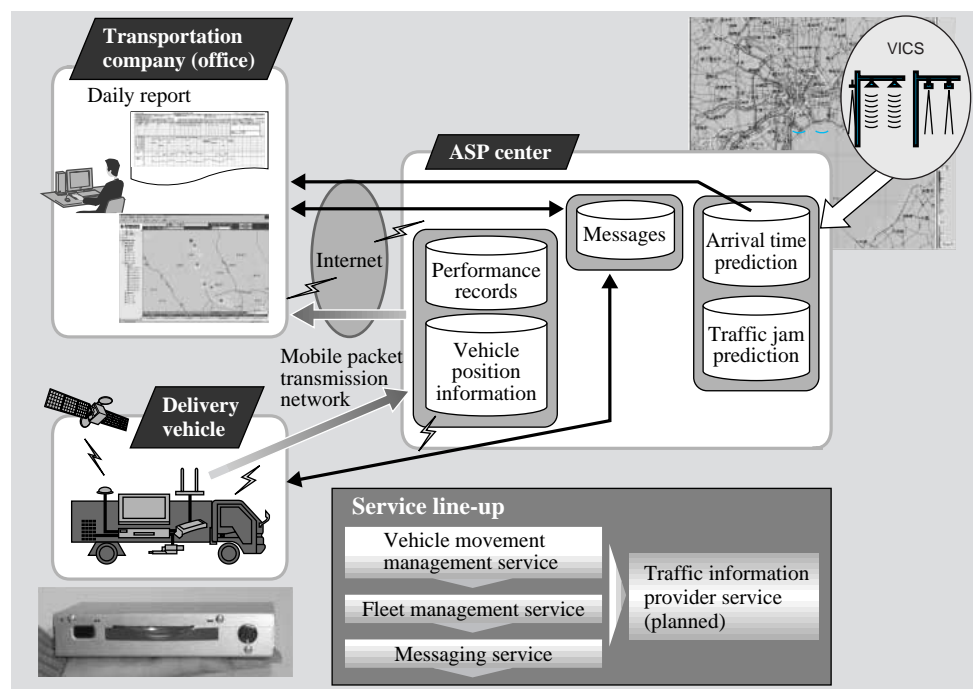 Transportation
company (office)
Daily report
VICS
ASP center
Messages
Arrival time
prediction
Internet
Performance
records
Traffic jam
prediction
Vehicle
position
information
Mobile packet
transmission
network
Delivery
vehicle
Service line-up
Vehicle movement
management service
Fleet management service
Messaging service
Traffic information
provider service
(planned)